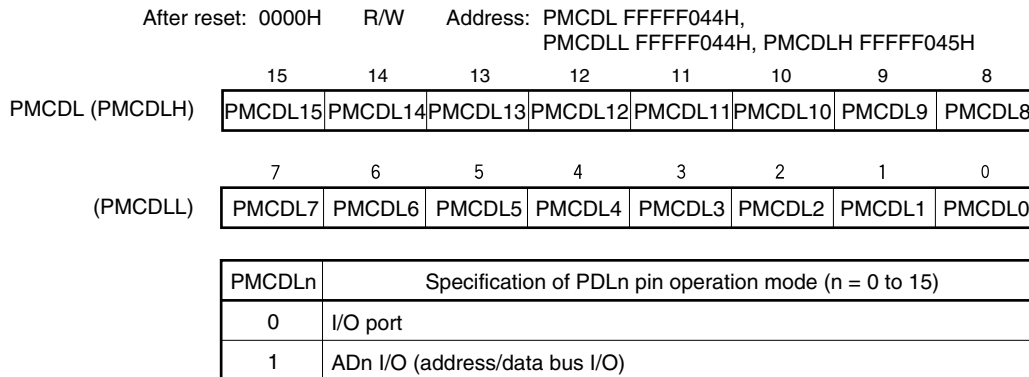 After reset: 0000H R/W Address: PMCDL FFFFF044H,
PMCDLL FFFFF044H, PMCDLH FFFFF045H
15 14 13 12 11 10 9 8
PMCDL (PMCDLH) PMCDL15 PMCDL14 PMCDL13 PMCDL12 PMCDL11 PMCDL10 PMCDL9 PMCDL8
7 6 5 4 3 2 1 0
(PMCDLL) PMCDL7 PMCDL6 PMCDL5 PMCDL4 PMCDL3 PMCDL2 PMCDL1 PMCDL0
PMCDLn Specification of PDLn pin operation mode (n = 0 to 15)
0 I/O port
1 ADn I/O (address/data bus I/O)